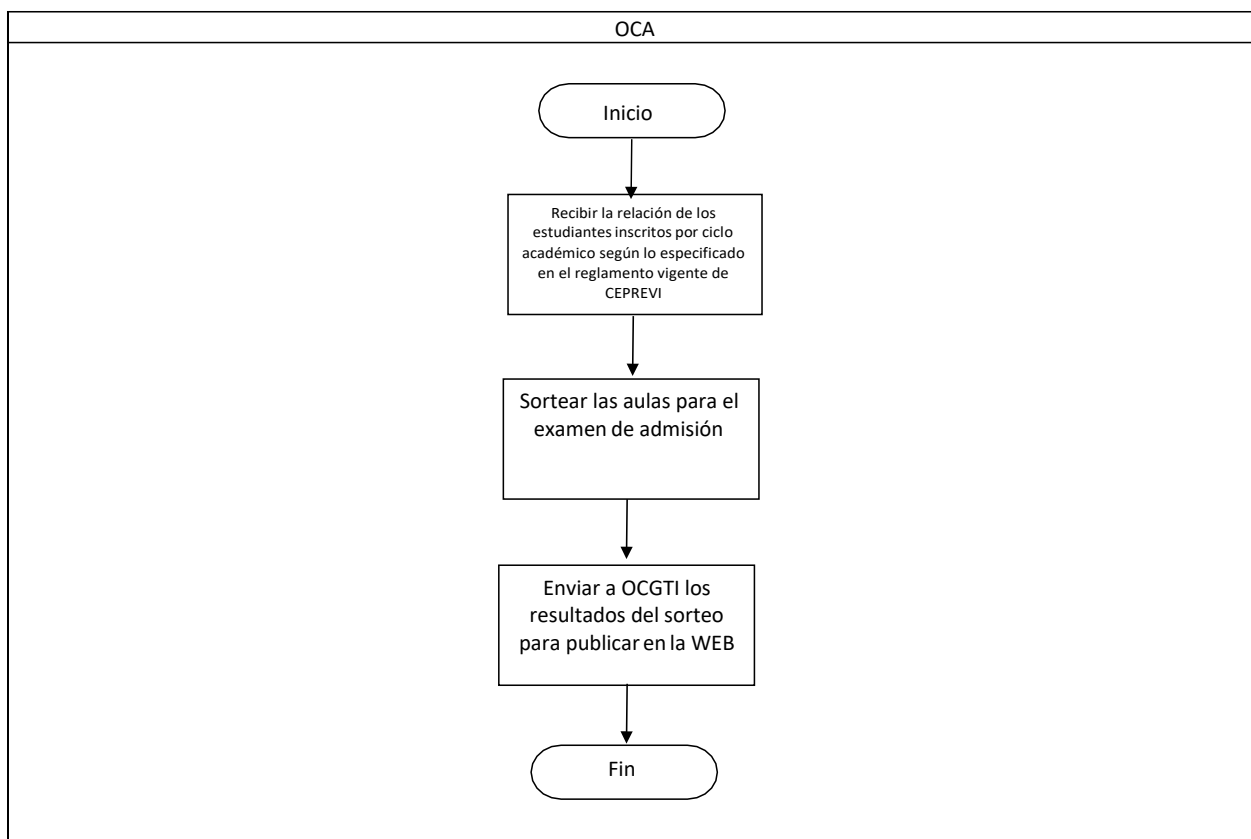 OCA
Inicio
Recibir la relación de los
estudiantes inscritos por ciclo
académico según lo especificado
en el reglamento vigente de
CEPREVI
Sortear las aulas para el
examen de admisión
Enviar a OCGTI los
resultados del sorteo
para publicar en la WEB
Fin